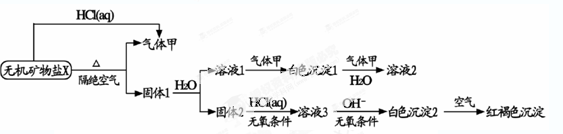 HCl(aq)
无机矿物盐X
△
隔绝空气
气体甲
固体1
H₂O
溶液1
气体甲
白色沉淀1
气体甲
H₂O
溶液2
固体2
HCl(aq)
无氧条件
溶液3
OH⁻
无氧条件
白色沉淀2
空气
红褐色沉淀